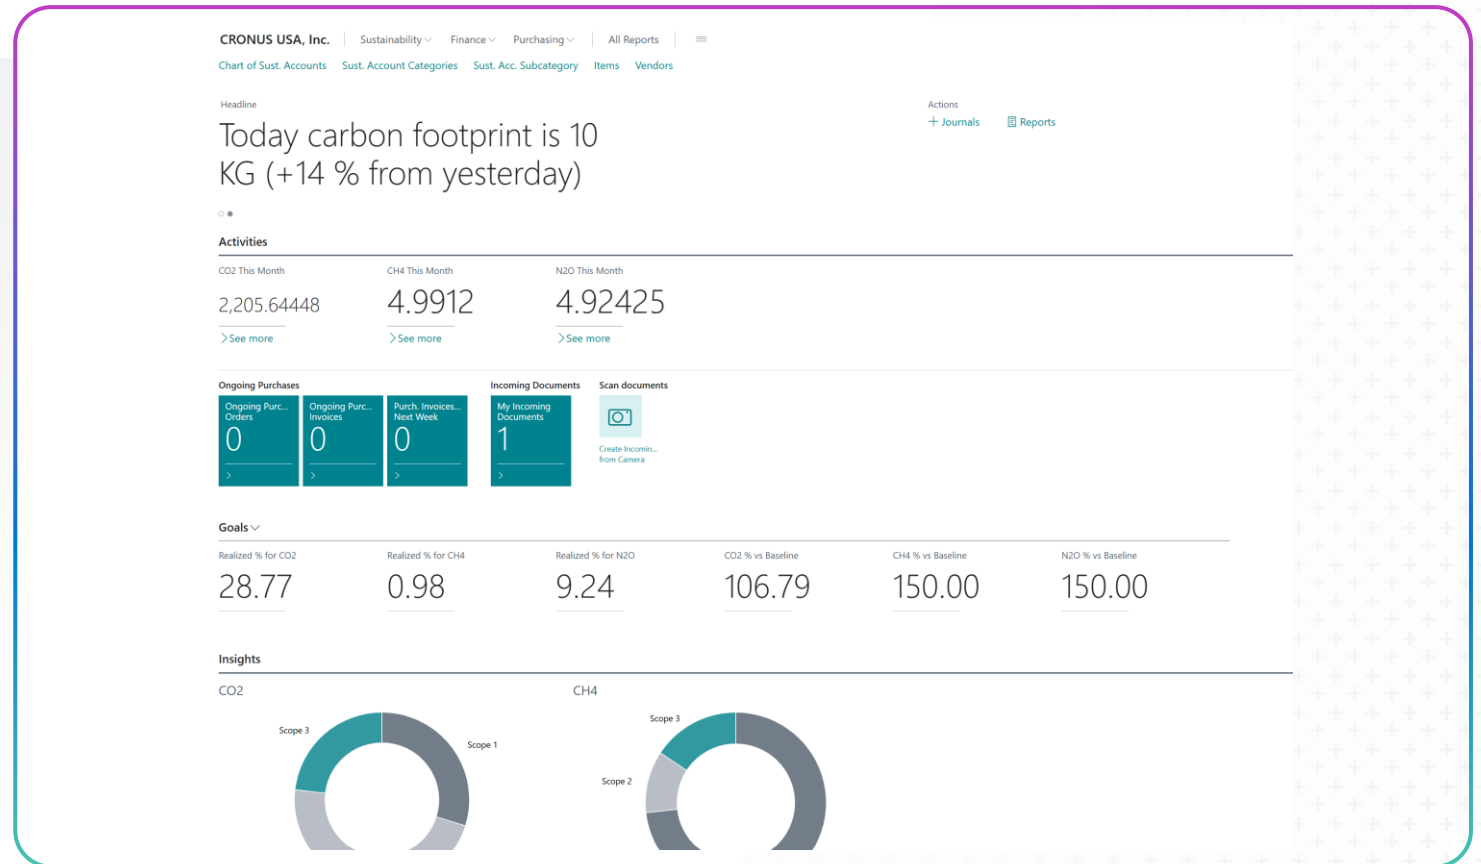 CRONUS USA, Inc.
Sustainability
Finance
Purchasing
All Reports
Chart of Sust. Accounts
Sust. Account Categories
Sust. Acc. Subcategory
Items
Vendors
Headline
Today carbon footprint is 10
KG (+14 % from yesterday)
Actions
+ Journals
Reports
Activities
CO2 This Month
2,205.64448
See more
CH4 This Month
4.9912
See more
N2O This Month
4.92425
See more
Ongoing Purchases
Ongoing Purc...
Orders
0
Ongoing Purc...
Invoices
0
Purch. Invoices...
Next Week
0
Incoming Documents
My Incoming
Documents
1
Scan documents
Create Incomin...
from Camera
Goals
Realized % for CO2
28.77
Realized % for CH4
0.98
Realized % for N2O
9.24
CO2 % vs Baseline
106.79
CH4 % vs Baseline
150.00
N2O % vs Baseline
150.00
Insights
CO2
Scope 3
Scope 1
CH4
Scope 3
Scope 2